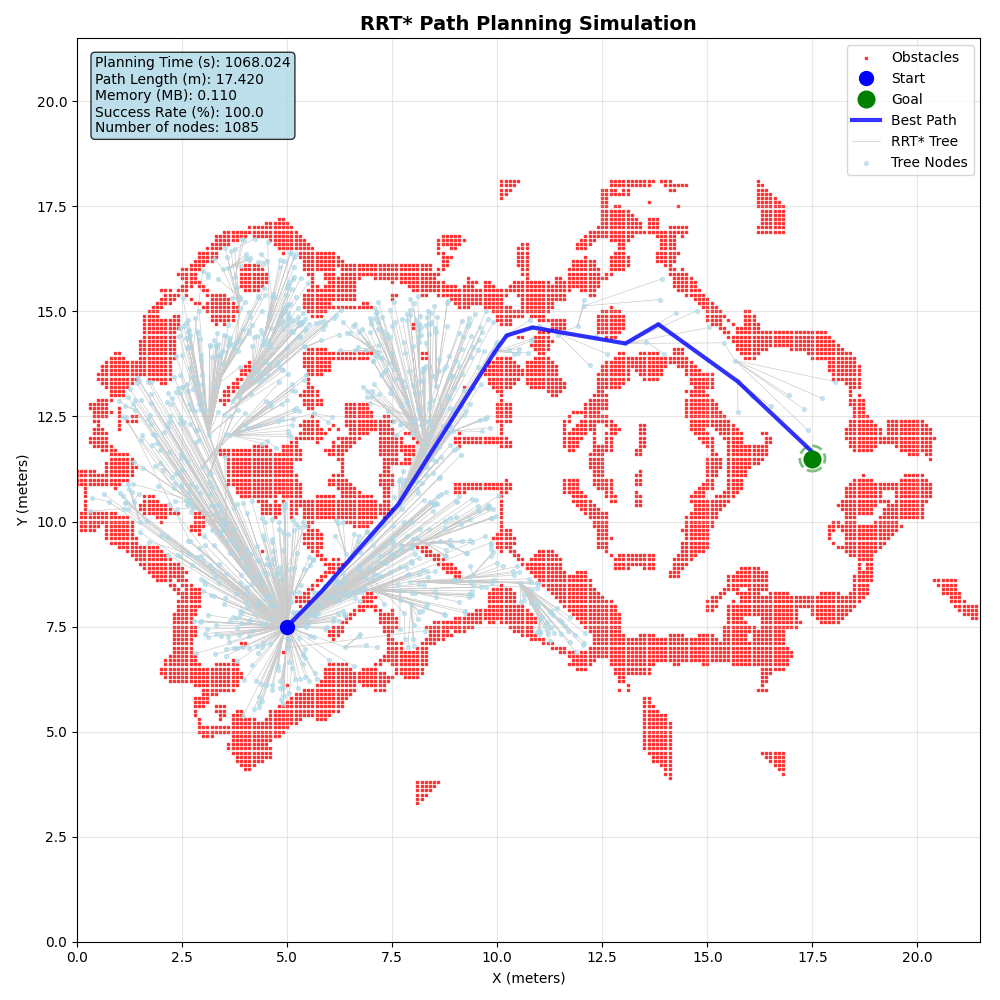 RRT* Path Planning Simulation
Planning Time (s): 1068.024
Path Length (m): 17.420
Memory (MB): 0.110
Success Rate (%): 100.0
Number of nodes: 1085
Obstacles
Start
Goal
Best Path
RRT* Tree
Tree Nodes
Y (meters)
20.0
17.5
15.0
12.5
10.0
7.5
5.0
2.5
0.0
0.0 2.5 5.0 7.5 10.0 12.5 15.0 17.5 20.0
X (meters)